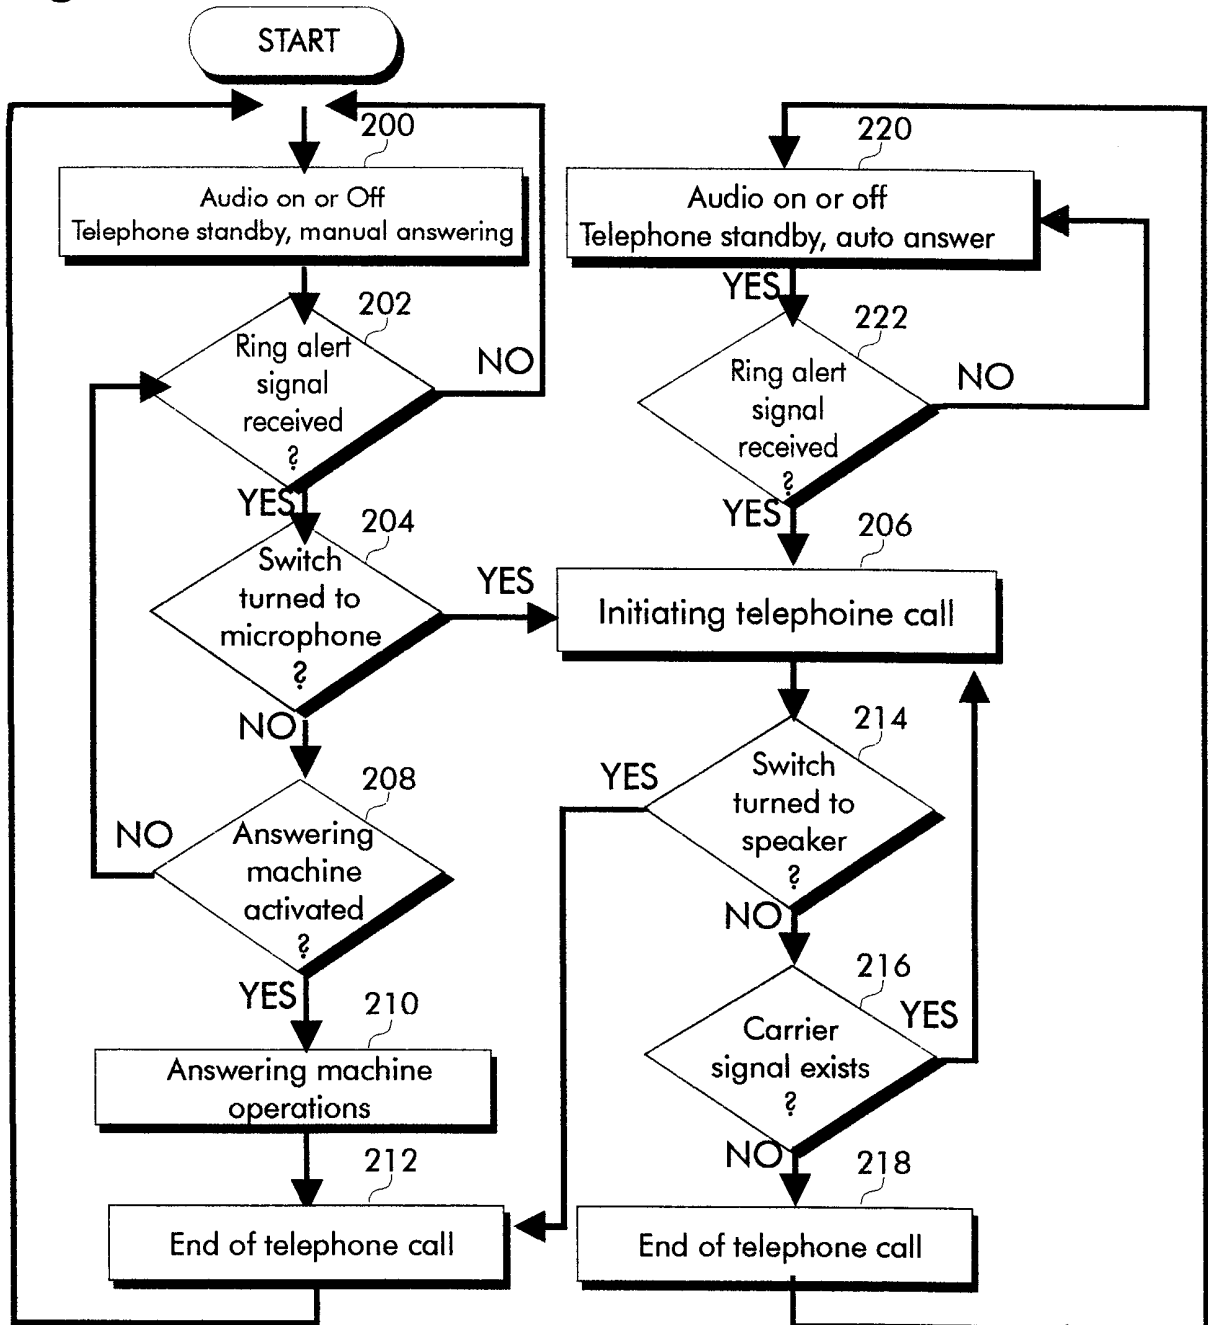 START
200
Audio on or Off
Telephone standby, manual answering
202
Ring alert
signal
received
?
NO
YES
204
Switch
turned to
microphone
?
YES
NO
208
Answering
machine
activated
?
NO
YES
210
Answering machine
operations
212
End of telephone call
220
Audio on or off
Telephone standby, auto answer
YES
222
Ring alert
signal
received
?
NO
YES
206
Initiating telephoine call
214
Switch
turned to
speaker
?
YES
NO
216
Carrier
signal exists
?
YES
NO
218
End of telephone call